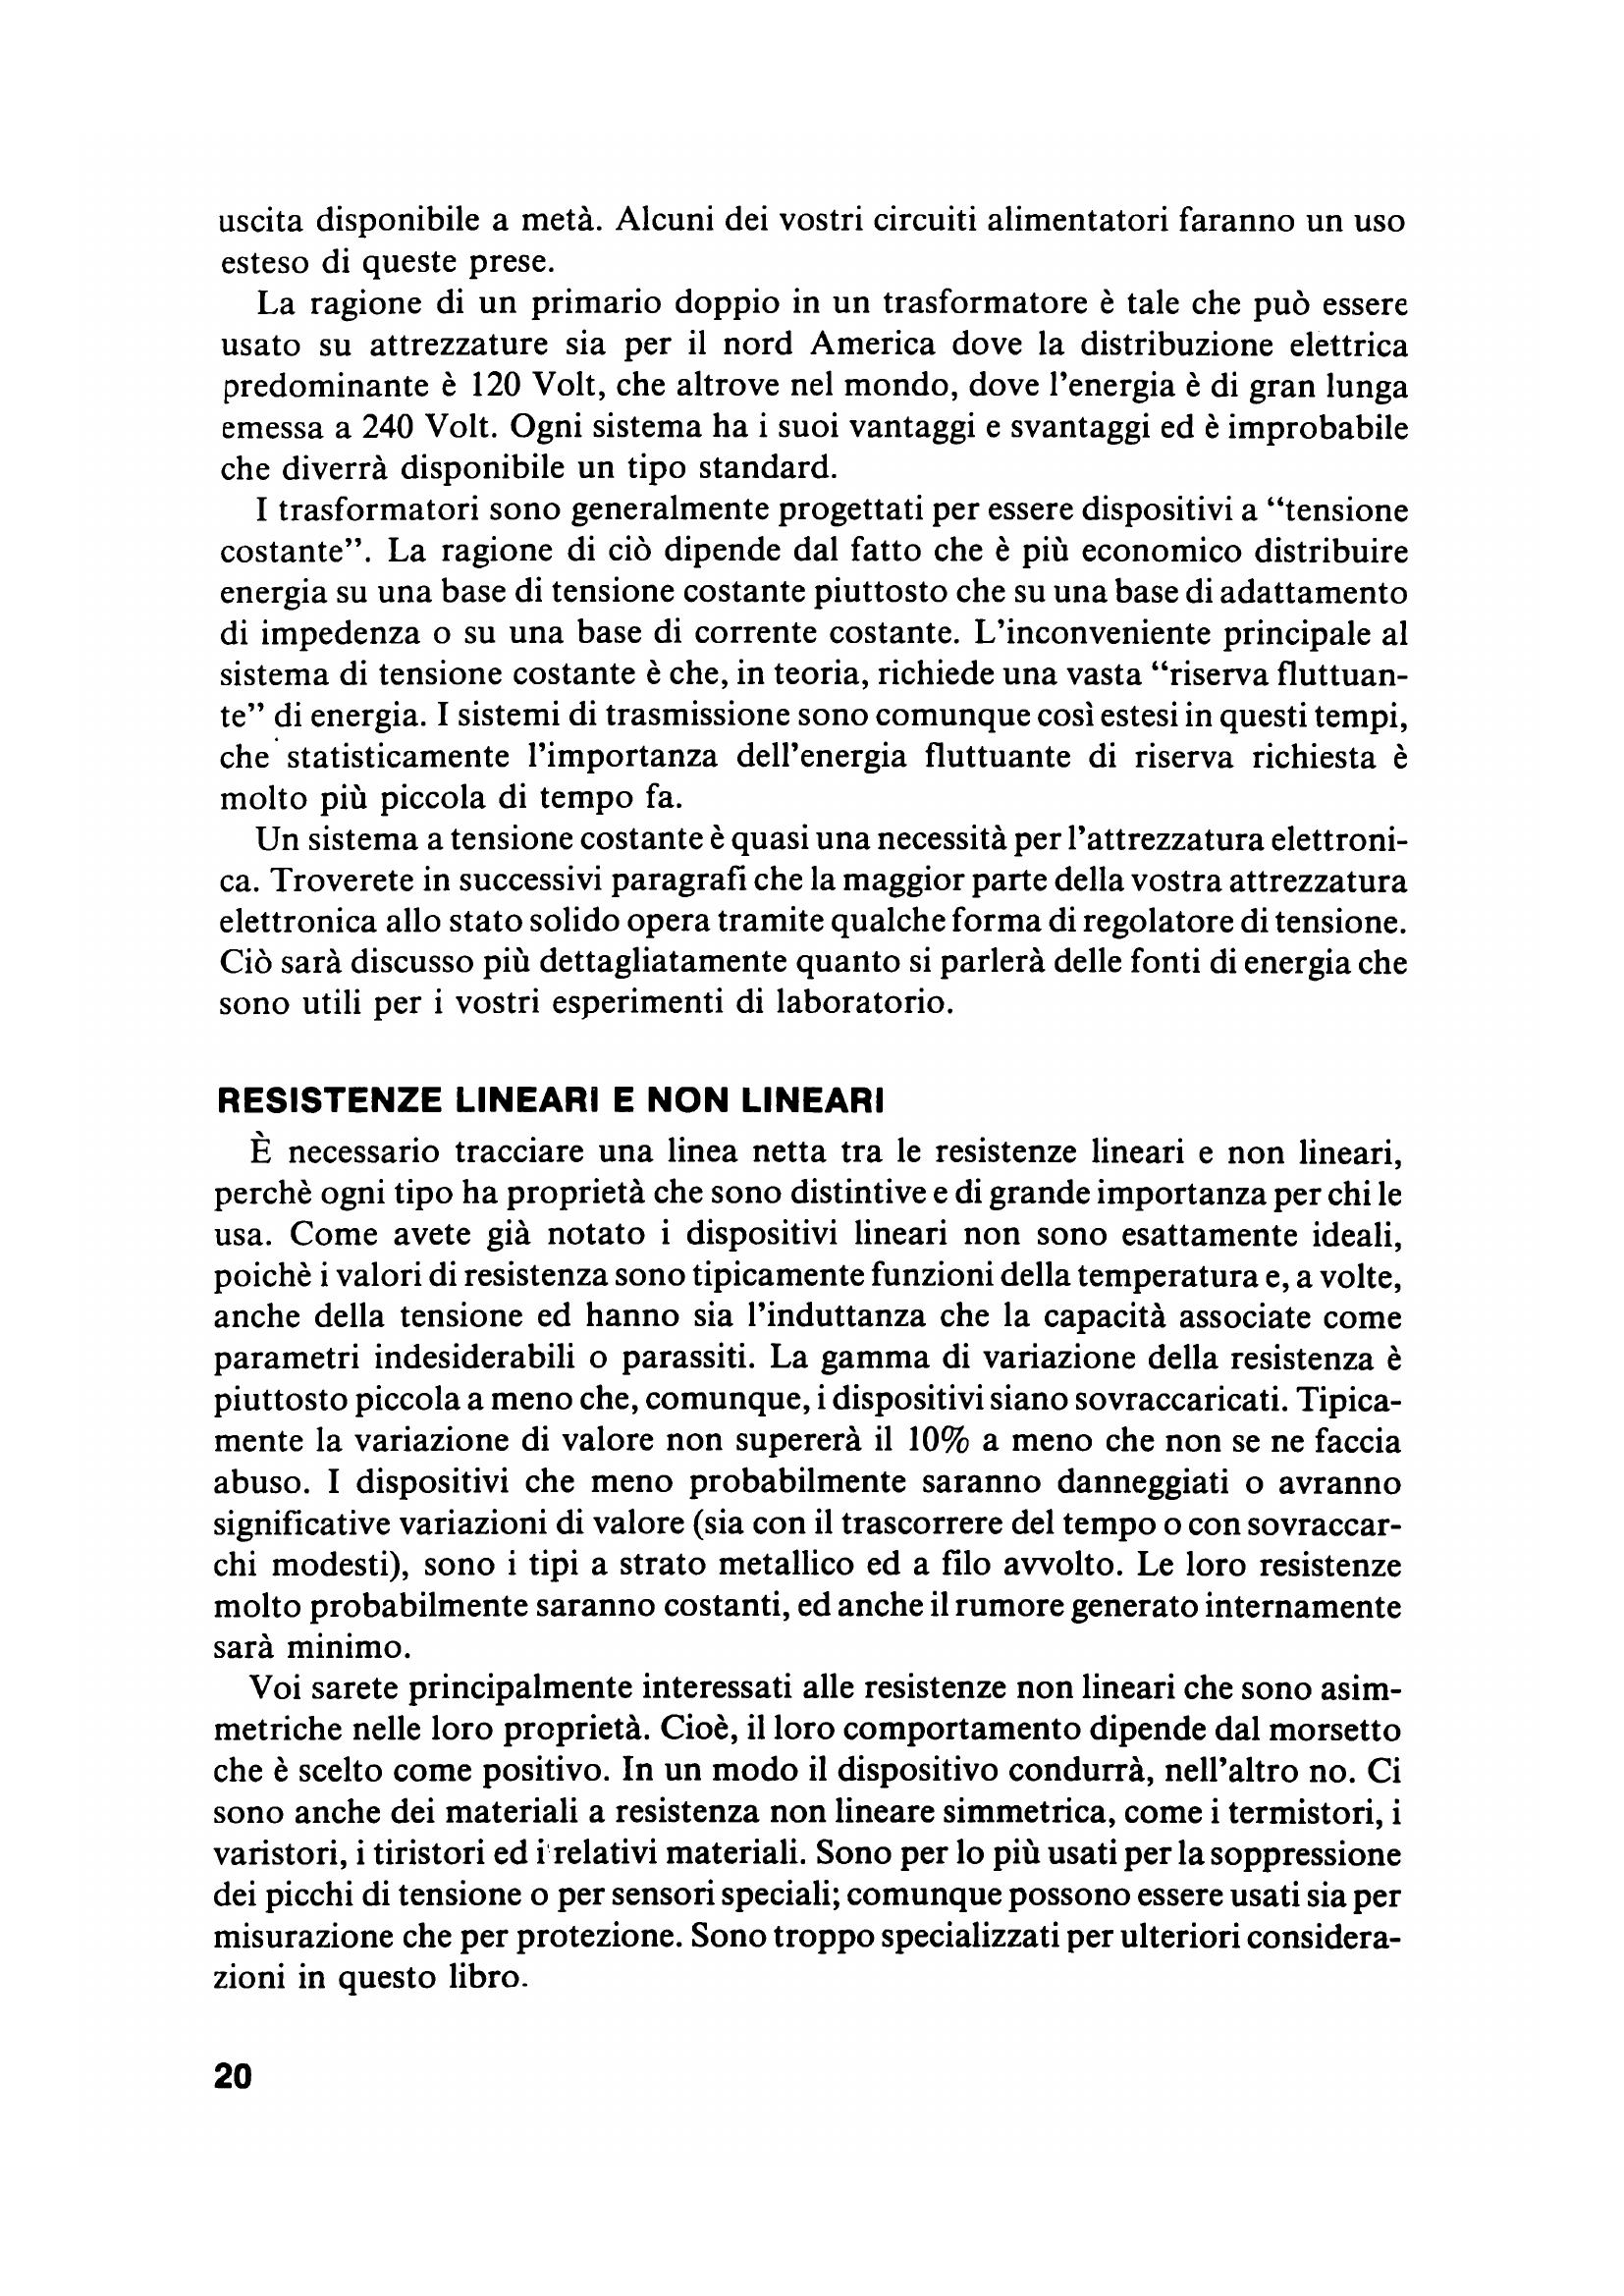 uscita disponibile a metà. Alcuni dei vostri circuiti alimentatori faranno un uso
esteso di queste prese.
La ragione di un primario doppio in un trasformatore è tale che può essere
usato su attrezzature sia per il nord America dove la distribuzione elettrica
predominante è 120 Volt, che altrove nel mondo, dove l'energia è di gran lunga
emessa a 240 Volt. Ogni sistema ha i suoi vantaggi e svantaggi ed è improbabile
che diverrà disponibile un tipo standard.
I trasformatori sono generalmente progettati per essere dispositivi a “tensione
costante”. La ragione di ciò dipende dal fatto che è più economico distribuire
energia su una base di tensione costante piuttosto che su una base di adattamento
di impedenza o su una base di corrente costante. L'inconveniente principale al
sistema di tensione costante è che, in teoria, richiede una vasta “riserva fluttuan-
te” di energia. I sistemi di trasmissione sono comunque così estesi in questi tempi,
che statisticamente l'importanza dell'energia fluttuante di riserva richiesta è
molto più piccola di tempo fa.
Un sistema a tensione costante è quasi una necessità per l'attrezzatura elettroni-
ca. Troverete in successivi paragrafi che la maggior parte della vostra attrezzatura
elettronica allo stato solido opera tramite qualche forma di regolatore di tensione.
Ciò sarà discusso più dettagliatamente quanto si parlerà delle fonti di energia che
sono utili per i vostri esperimenti di laboratorio.
RESISTENZE LINEARI E NON LINEARI
È necessario tracciare una linea netta tra le resistenze lineari e non lineari,
perchè ogni tipo ha proprietà che sono distintive e di grande importanza per chi le
usa. Come avete già notato i dispositivi lineari non sono esattamente ideali,
poichè i valori di resistenza sono tipicamente funzioni della temperatura e, a volte,
anche della tensione ed hanno sia l'induttanza che la capacità associate come
parametri indesiderabili o parassiti. La gamma di variazione della resistenza è
piuttosto piccola a meno che, comunque, i dispositivi siano sovraccaricati. Tipica-
mente la variazione di valore non supererà il 10% a meno che non se ne faccia
abuso. I dispositivi che meno probabilmente saranno danneggiati o avranno
significative variazioni di valore (sia con il trascorrere del tempo o con sovraccar-
chi modesti), sono i tipi a strato metallico ed a filo avvolto. Le loro resistenze
molto probabilmente saranno costanti, ed anche il rumore generato internamente
sarà minimo.
Voi sarete principalmente interessati alle resistenze non lineari che sono asim-
metriche nelle loro proprietà. Cioè, il loro comportamento dipende dal morsetto
che è scelto come positivo. In un modo il dispositivo condurrà, nell'altro no. Ci
sono anche dei materiali a resistenza non lineare simmetrica, come i termistori, i
varistori, i tiristori ed i relativi materiali. Sono per lo più usati per la soppressione
dei picchi di tensione o per sensori speciali; comunque possono essere usati sia per
misurazione che per protezione. Sono troppo specializzati per ulteriori considera-
zioni in questo libro.
20